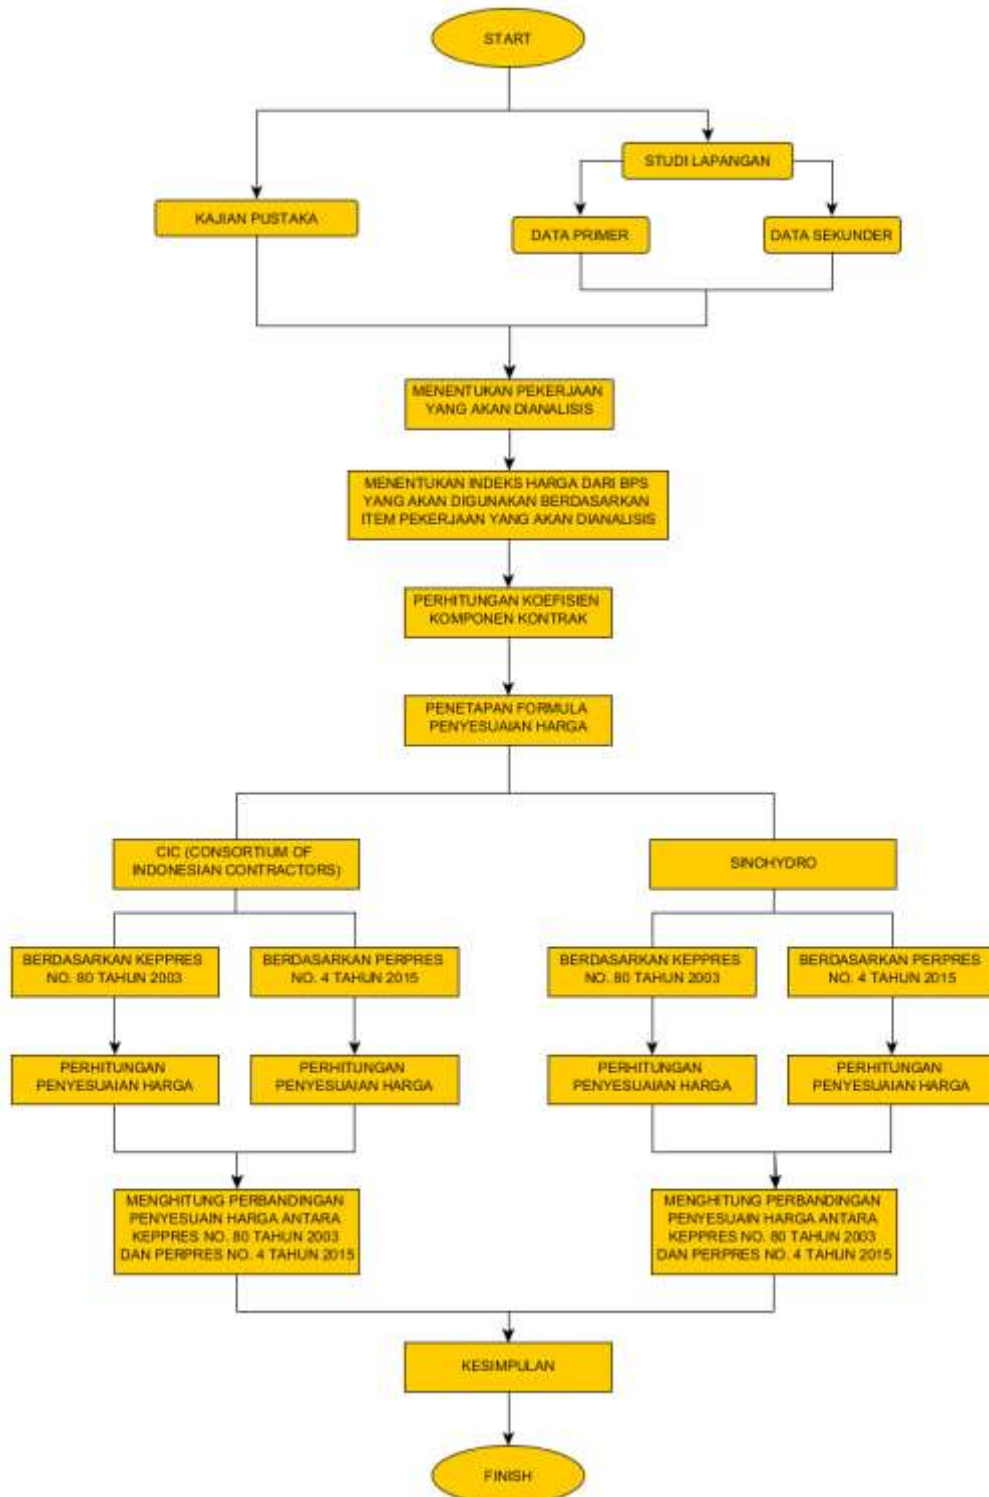 START
STUDI LAPANGAN
KAJIAN PUSTAKA
DATA PRIMER
DATA SEKUNDER
MENENTUKAN PEKERJAAN
YANG AKAN DIANALISIS
MENENTUKAN INDEKS HARGA DARI BPS
YANG AKAN DIGUNAKAN BERDASARKAN
ITEM PEKERJAAN YANG AKAN DIANALISIS
PERHITUNGAN KOEFISIEN
KOMPONEN KONTRAK
PENETAPAN FORMULA
PENYESUAIAN HARGA
CIC (CONSORTIUM OF
INDONESIAN CONTRACTORS)
SINOHYDRO
BERDASARKAN KEPPRES
NO. 80 TAHUN 2003
BERDASARKAN PERPRES
NO. 4 TAHUN 2015
BERDASARKAN KEPPRES
NO. 80 TAHUN 2003
BERDASARKAN PERPRES
NO. 4 TAHUN 2015
PERHITUNGAN
PENYESUAIAN HARGA
PERHITUNGAN
PENYESUAIAN HARGA
PERHITUNGAN
PENYESUAIAN HARGA
PERHITUNGAN
PENYESUAIAN HARGA
MENGHITUNG PERBANDINGAN
PENYESUAIN HARGA ANTARA
KEPPRES NO. 80 TAHUN 2003
DAN PERPRES NO. 4 TAHUN 2015
MENGHITUNG PERBANDINGAN
PENYESUAIN HARGA ANTARA
KEPPRES NO. 80 TAHUN 2003
DAN PERPRES NO. 4 TAHUN 2015
KESIMPULAN
FINISH